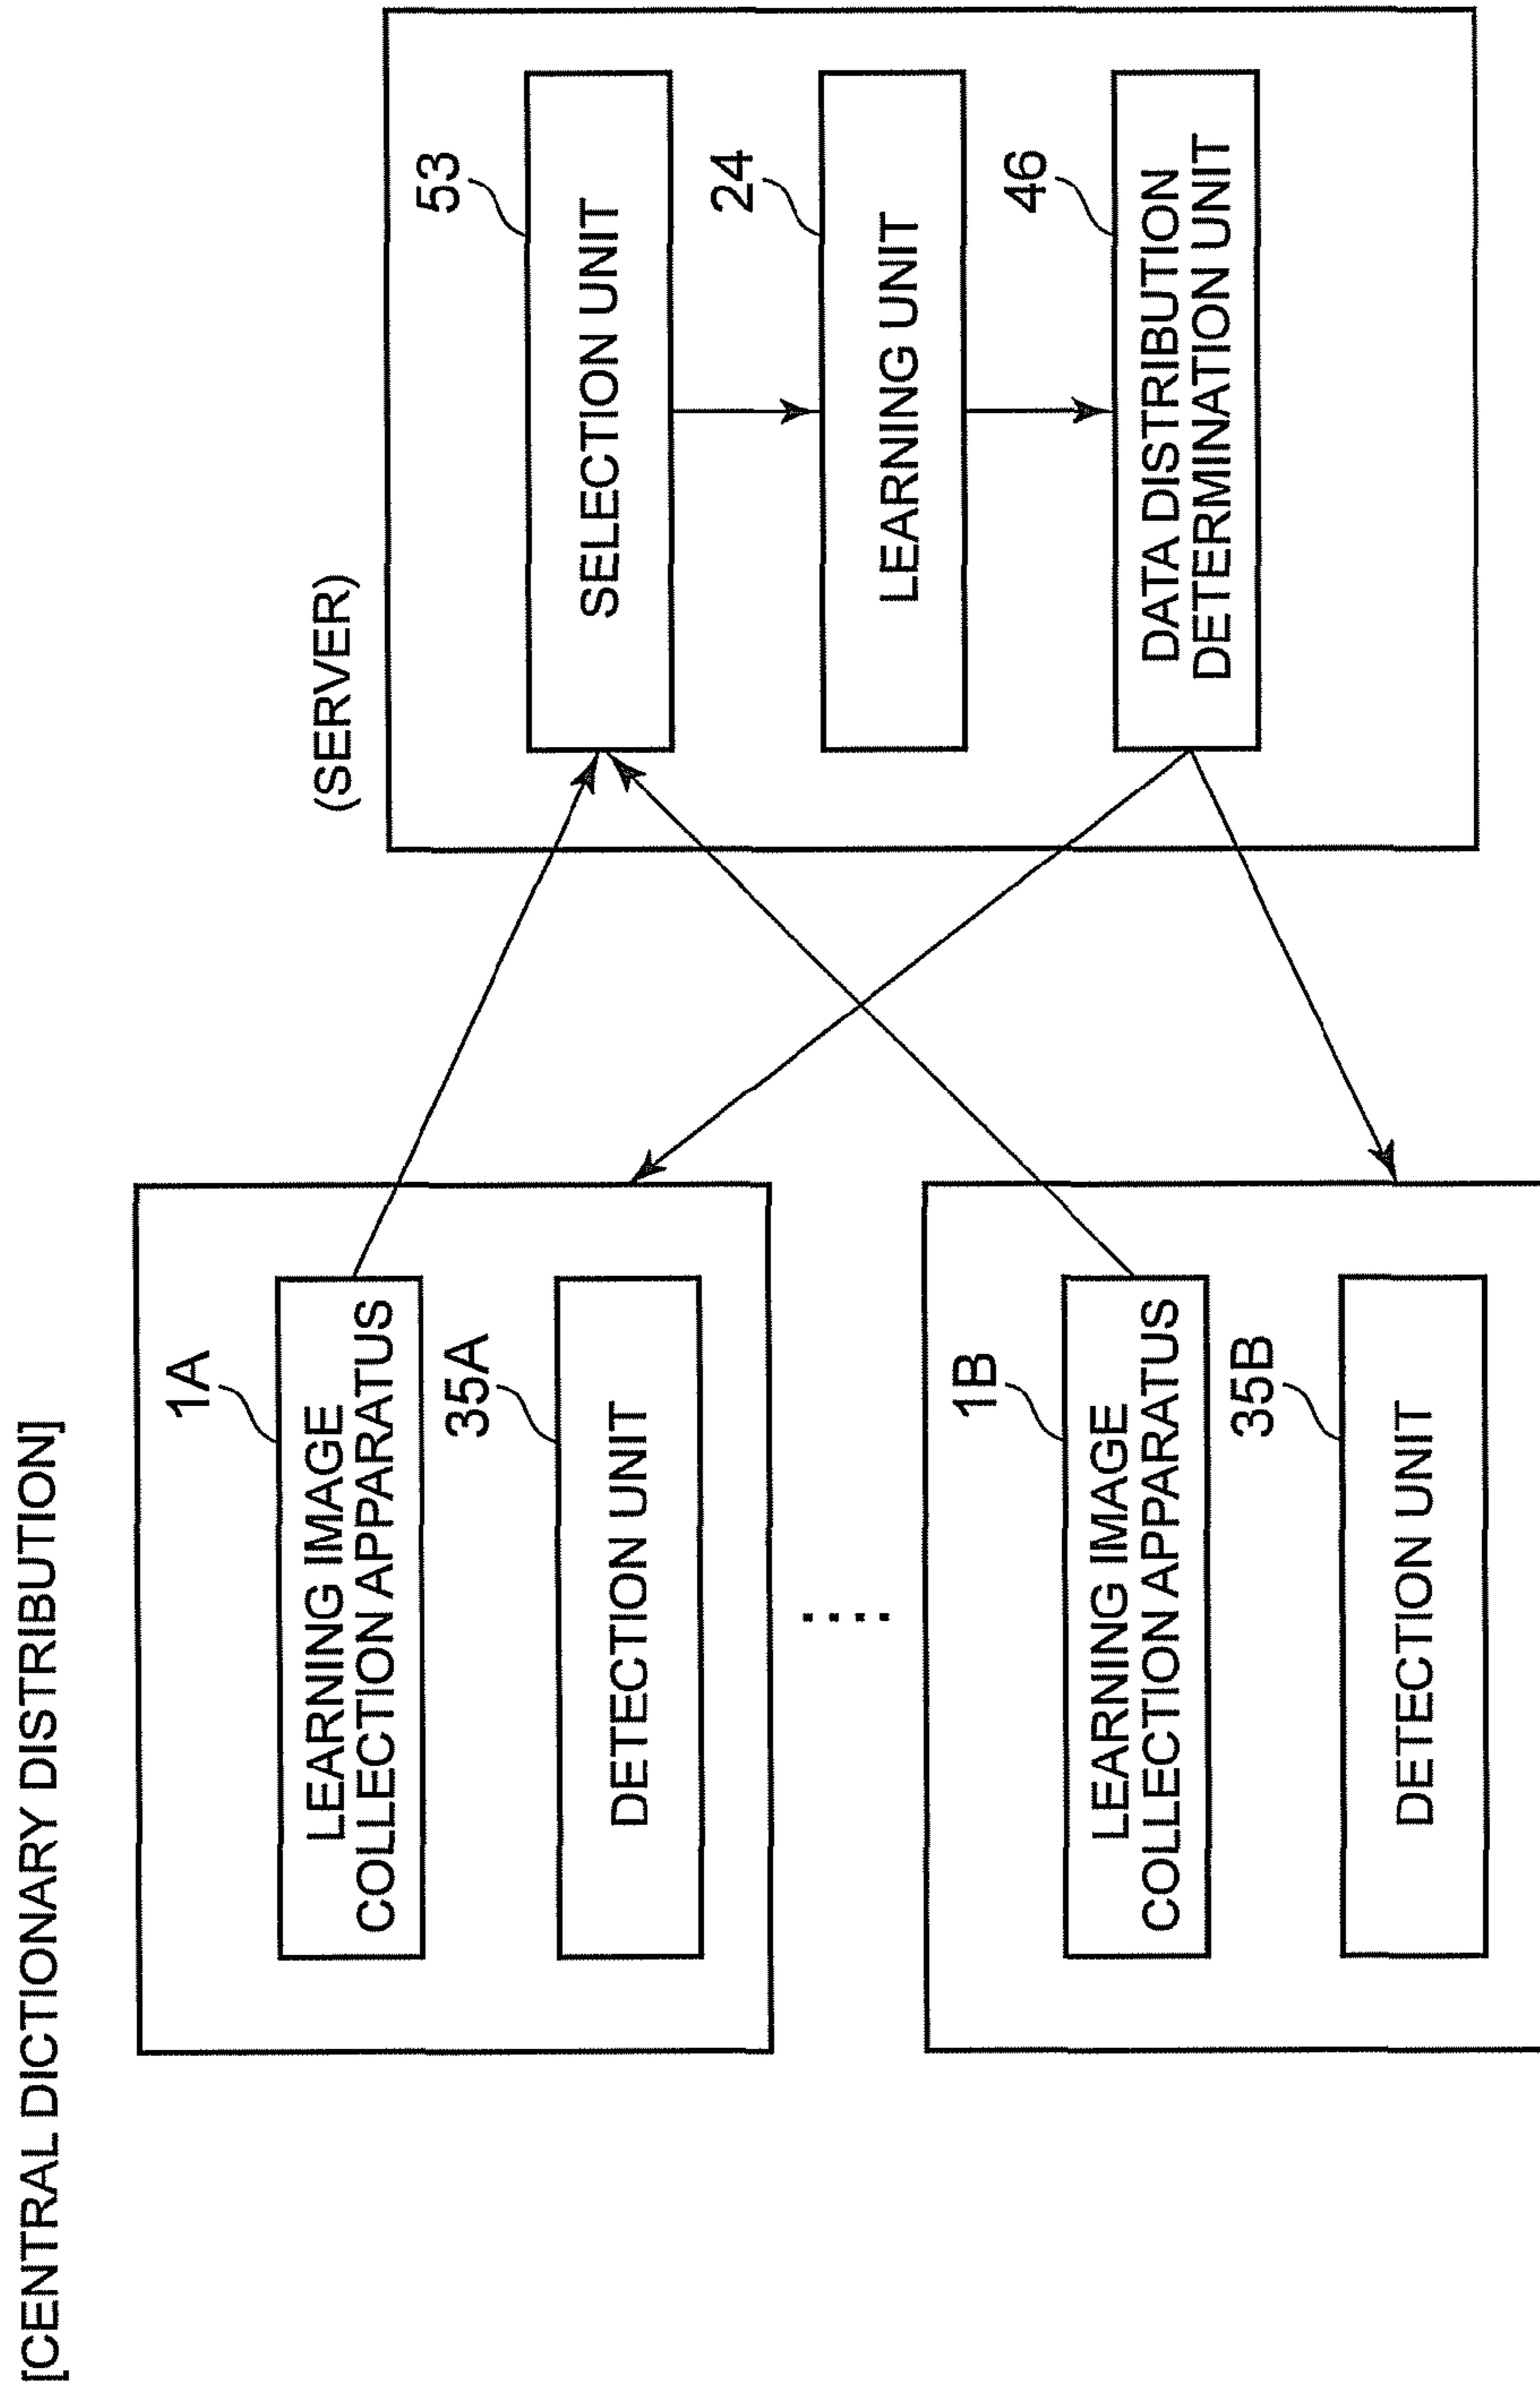 [CENTRAL DICTIONARY DISTRIBUTION]
1A
LEARNING IMAGE
COLLECTION APPARATUS
35A
DETECTION UNIT
....
1B
LEARNING IMAGE
COLLECTION APPARATUS
35B
DETECTION UNIT
(SERVER)
53
SELECTION UNIT
24
LEARNING UNIT
46
DATA DISTRIBUTION
DETERMINATION UNIT